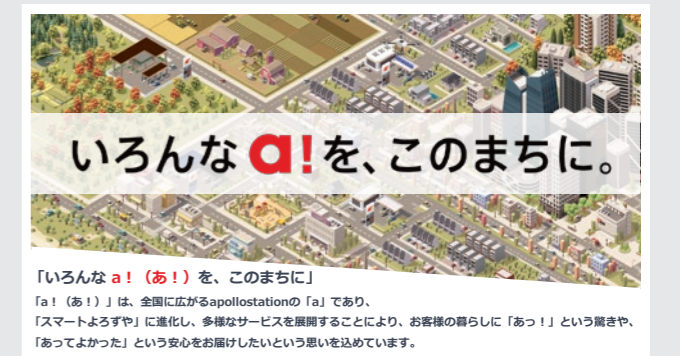 いろんなa!を、このまちに。
「いろんな a！（あ！）を、このまちに」
「a！（あ！）」は、全国に広がるapollostationの「a」であり、
「スマートよろずや」に進化し、多様なサービスを展開することにより、お客様の暮らしに「あっ！」という驚きや、
「あってよかった」という安心をお届けしたいという思いを込めています。